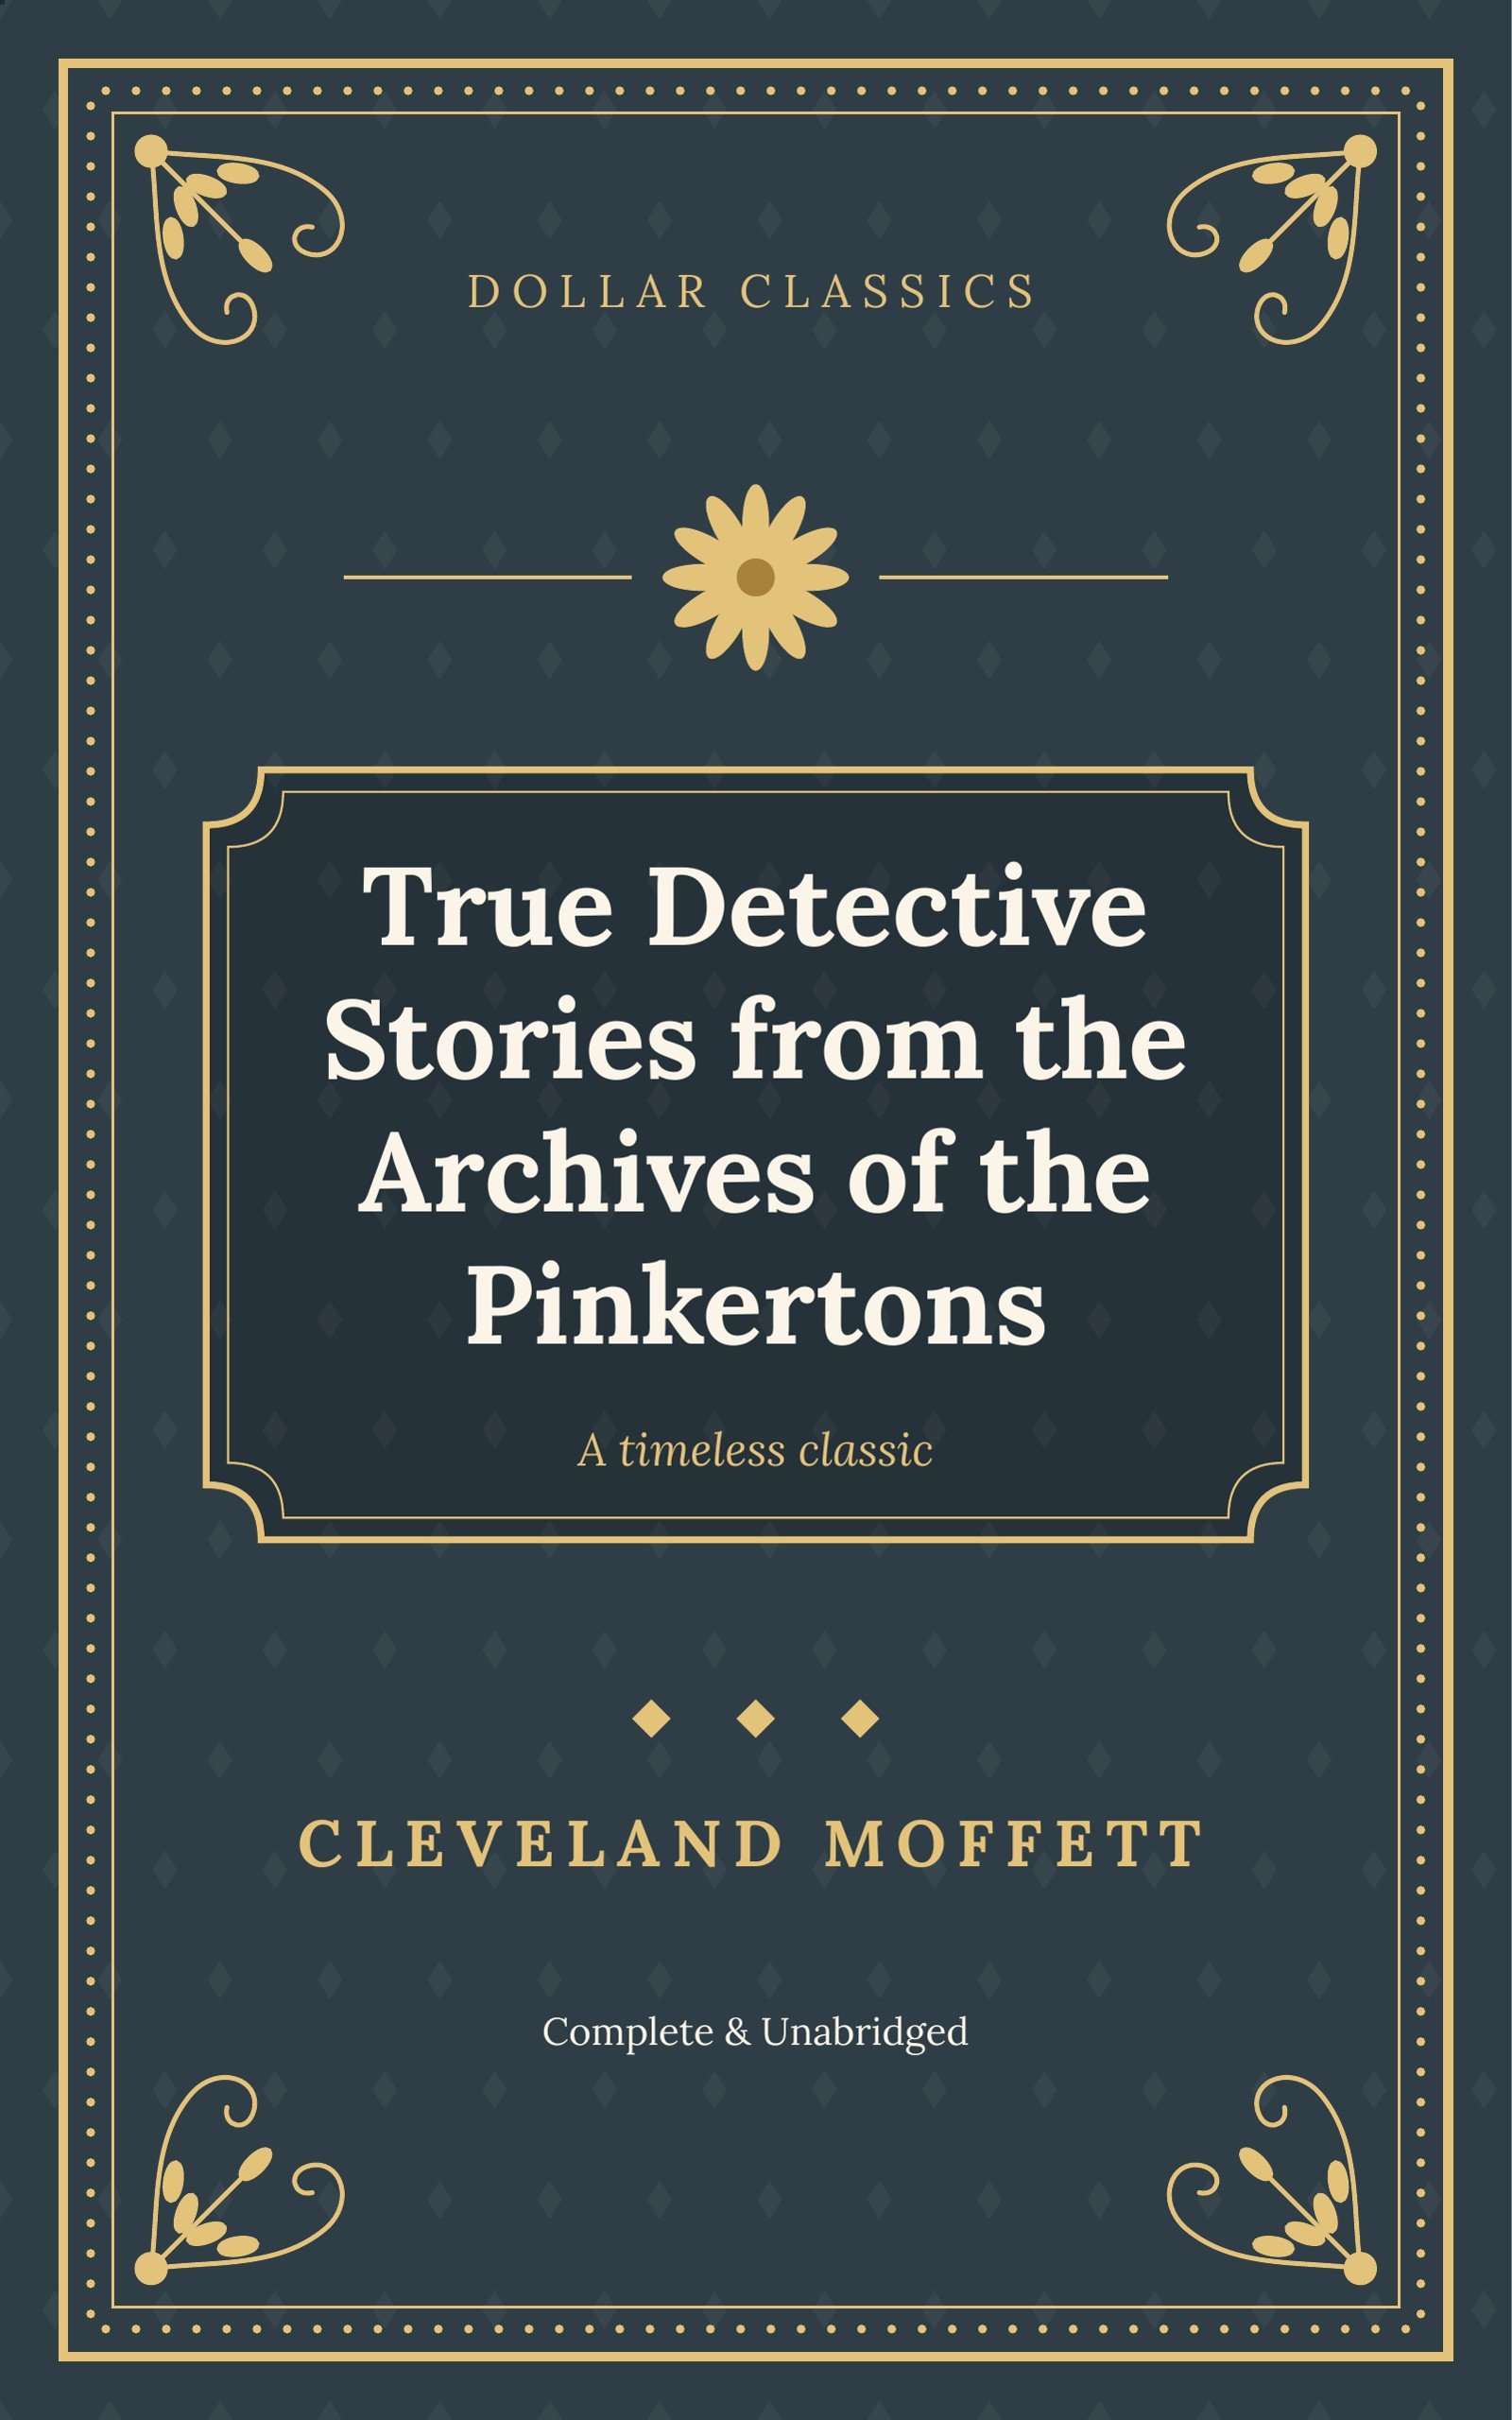 DOLLAR CLASSICS
True Detective
Stories from the
Archives of the
Pinkertons
A timeless classic
CLEVELAND MOFFETT
Complete & Unabridged